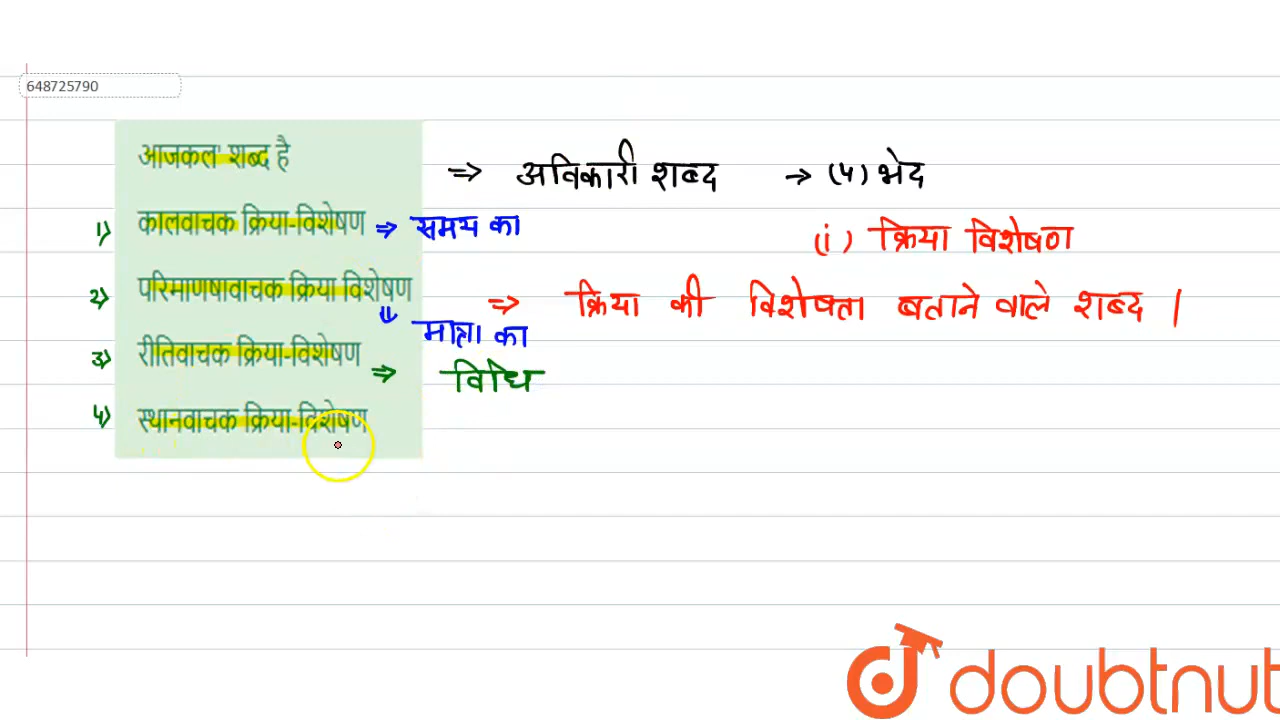 648725790
आजकल' शब्द है
⇒ अविकारी शब्द → (५) भेद
1) कालवाचक क्रिया-विशेषण ⇒ समय का
(i) क्रिया विशेषण
2) परिमाणषावाचक क्रिया विशेषण
⇒ क्रिया की विशेषता बताने वाले शब्द |
⇓ मात्रा का
3) रीतिवाचक क्रिया-विशेषण ⇒ विधि
4) स्थानवाचक क्रिया-विशेषण
doubtnut